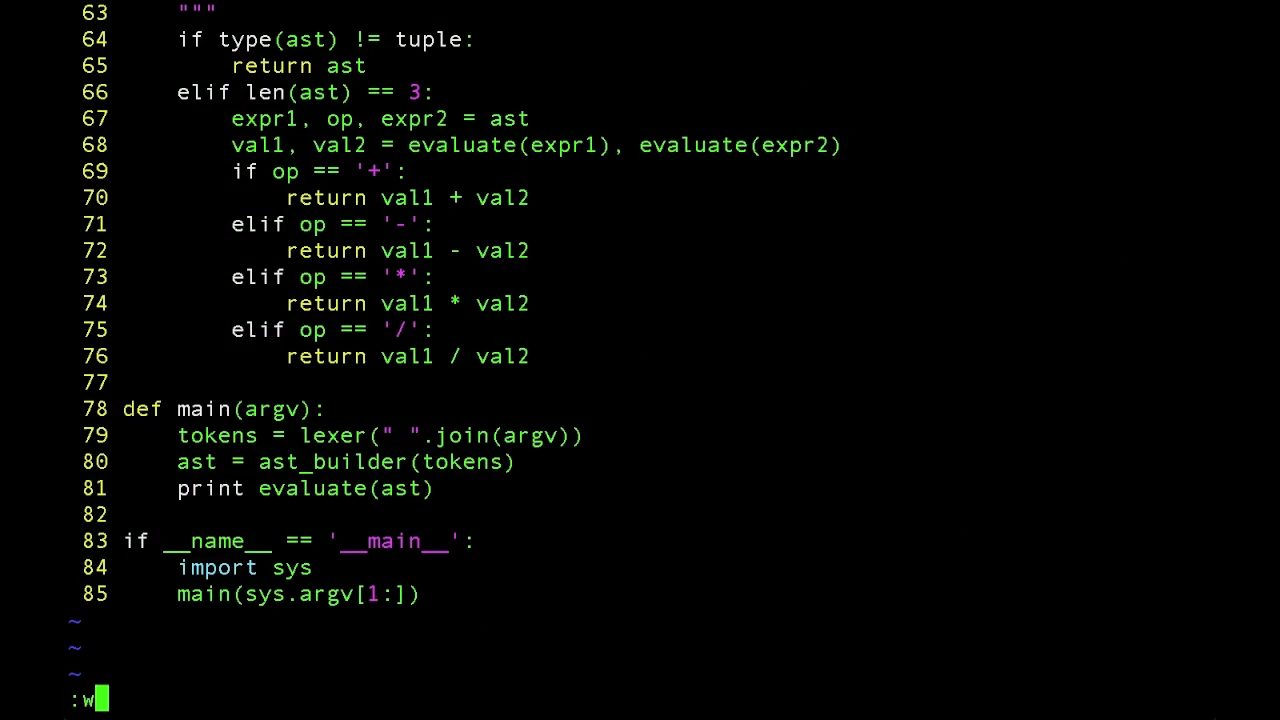 63     """
64     if type(ast) != tuple:
65         return ast
66     elif len(ast) == 3:
67         expr1, op, expr2 = ast
68         val1, val2 = evaluate(expr1), evaluate(expr2)
69         if op == '+':
70             return val1 + val2
71         elif op == '-':
72             return val1 - val2
73         elif op == '*':
74             return val1 * val2
75         elif op == '/':
76             return val1 / val2
77
78 def main(argv):
79     tokens = lexer(" ".join(argv))
80     ast = ast_builder(tokens)
81     print evaluate(ast)
82
83 if __name__ == '__main__':
84     import sys
85     main(sys.argv[1:])
~
~
~
:w